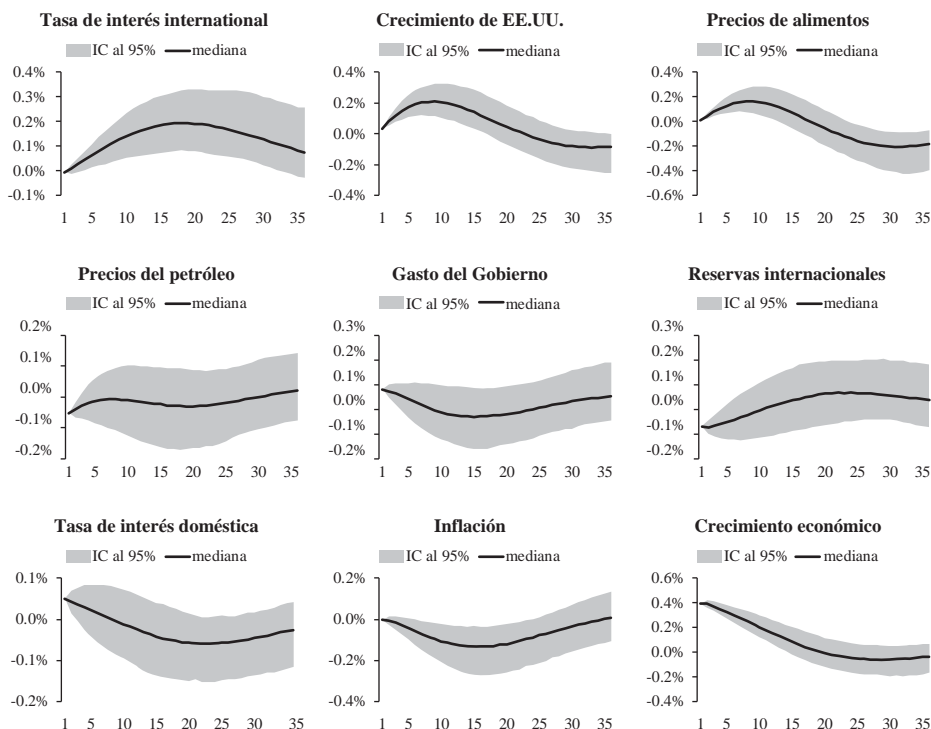 Tasa de interés international
IC al 95% mediana
0.4%
0.3%
0.2%
0.1%
0.0%
-0.1%
1 5 10 15 20 25 30 35
Crecimiento de EE.UU.
IC al 95% mediana
0.4%
0.2%
0.0%
-0.2%
-0.4%
1 5 10 15 20 25 30 35
Precios de alimentos
IC al 95% mediana
0.4%
0.2%
0.0%
-0.2%
-0.4%
-0.6%
1 5 10 15 20 25 30 35
Precios del petróleo
IC al 95% mediana
0.2%
0.1%
0.0%
-0.1%
-0.2%
1 5 10 15 20 25 30 35
Gasto del Gobierno
IC al 95% mediana
0.3%
0.2%
0.1%
0.0%
-0.1%
-0.2%
1 5 10 15 20 25 30 35
Reservas internacionales
IC al 95% mediana
0.3%
0.2%
0.1%
0.0%
-0.1%
-0.2%
1 5 10 15 20 25 30 35
Tasa de interés doméstica
IC al 95% mediana
0.1%
0.0%
-0.1%
-0.2%
1 5 10 15 20 25 30 35
Inflación
IC al 95% mediana
0.2%
0.0%
-0.2%
-0.4%
1 5 10 15 20 25 30 35
Crecimiento económico
IC al 95% mediana
0.6%
0.4%
0.2%
0.0%
-0.2%
-0.4%
1 5 10 15 20 25 30 35